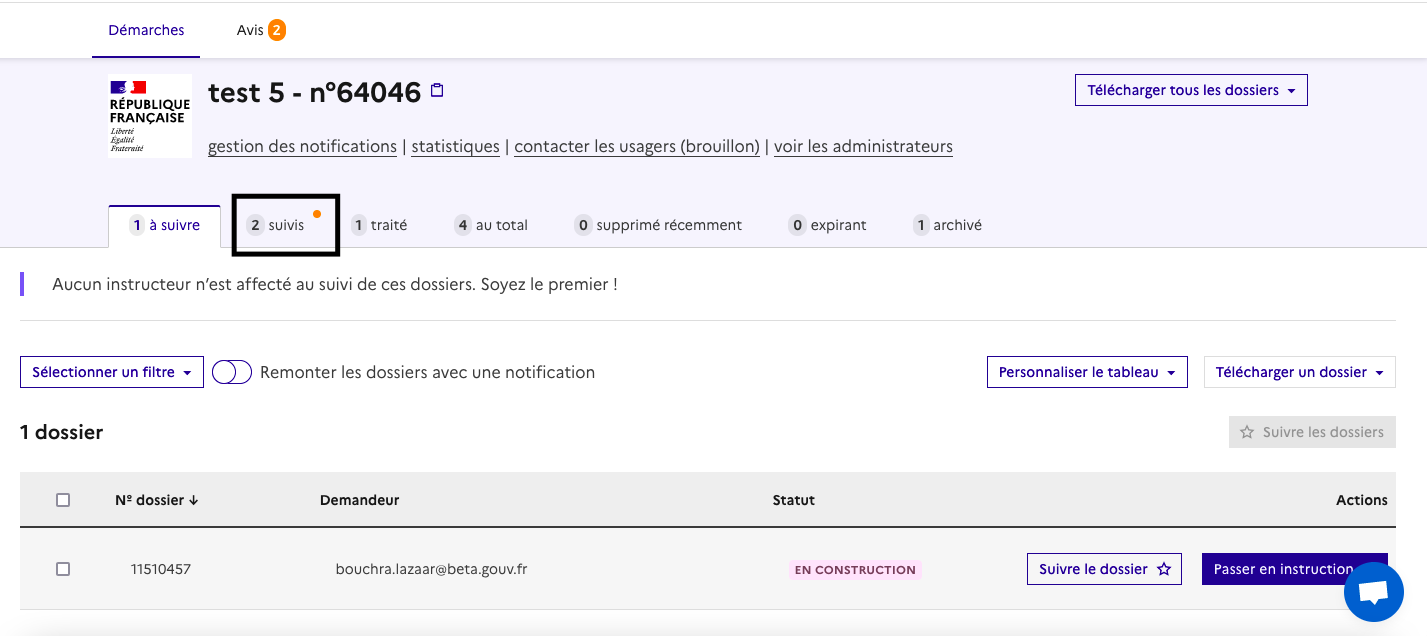 Démarches Avis 2
RÉPUBLIQUE
FRANÇAISE
Liberté
Égalité
Fraternité
test 5 - n°64046
Télécharger tous les dossiers
gestion des notifications | statistiques | contacter les usagers (brouillon) | voir les administrateurs
1 à suivre 2 suivis 1 traité 4 au total 0 supprimé récemment 0 expirant 1 archivé
Aucun instructeur n’est affecté au suivi de ces dossiers. Soyez le premier !
Sélectionner un filtre Remonter les dossiers avec une notification Personnaliser le tableau Télécharger un dossier
1 dossier Suivre les dossiers
Nº dossier ↓ Demandeur Statut Actions
11510457 bouchra.lazaar@beta.gouv.fr EN CONSTRUCTION Suivre le dossier Passer en instruction